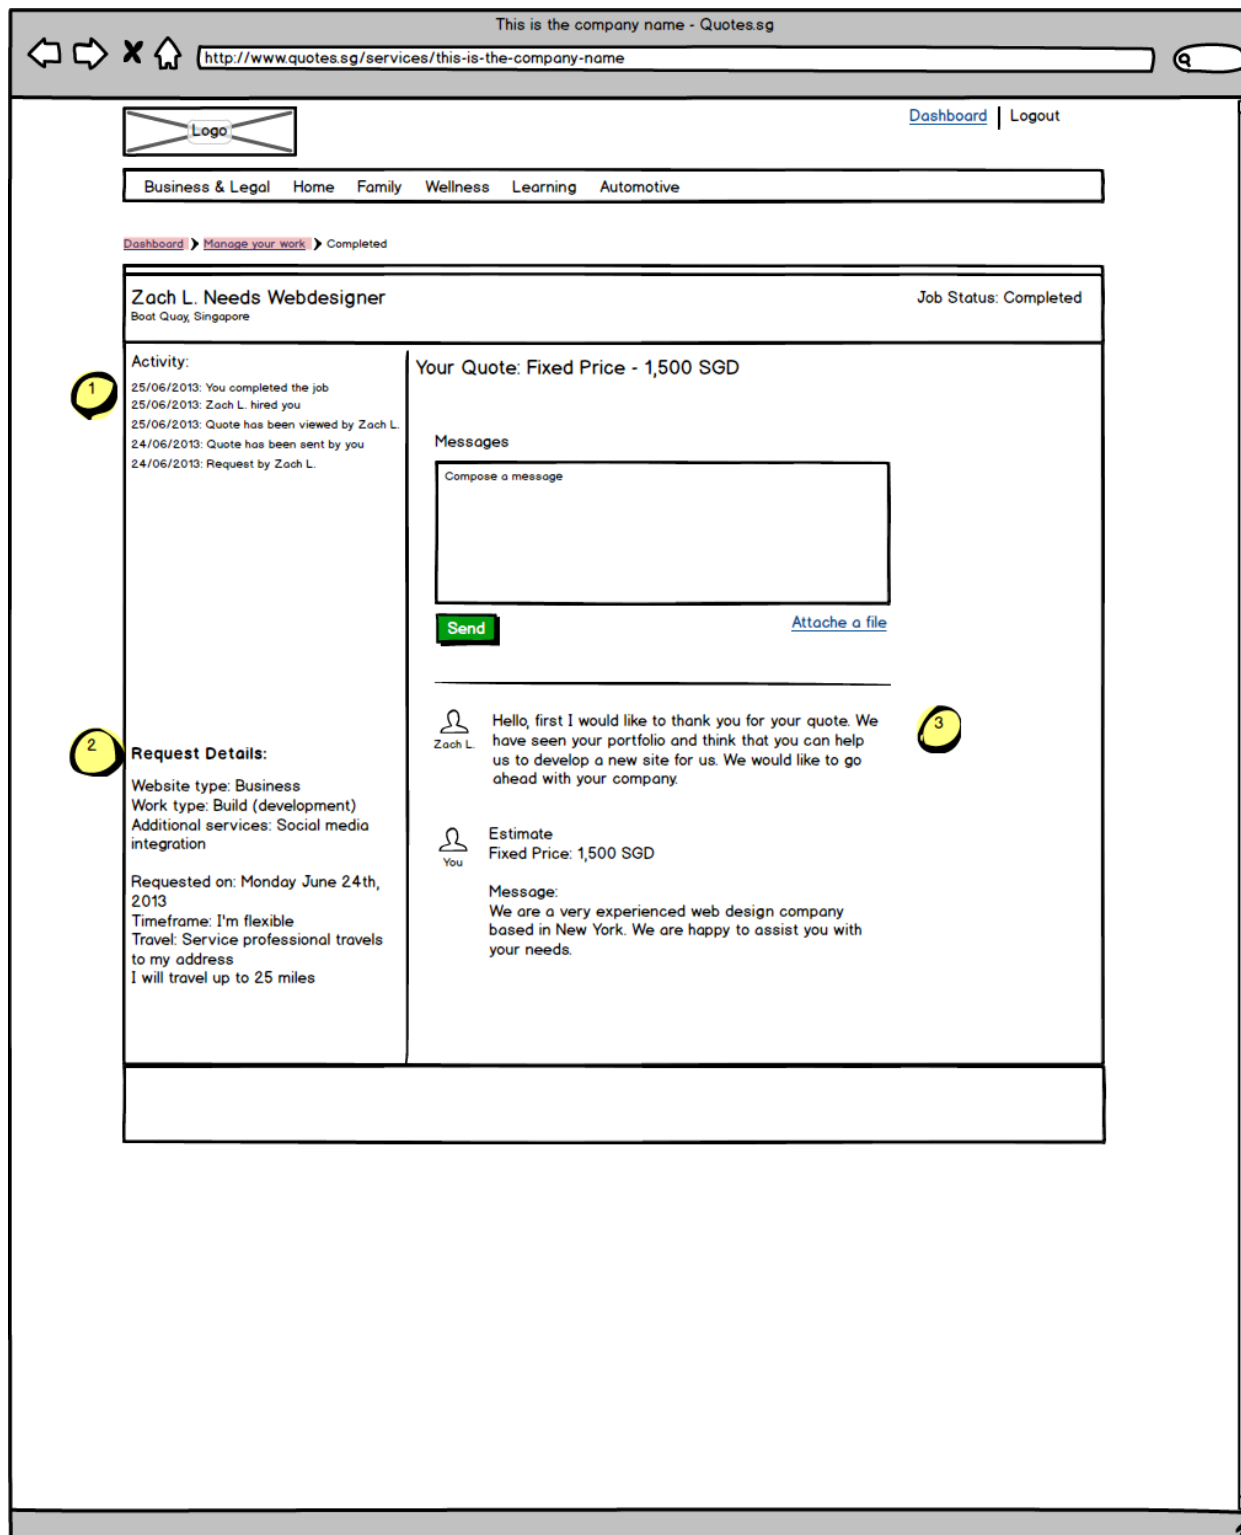 This is the company name - Quotes.sg
http://www.quotes.sg/services/this-is-the-company-name
Logo
Dashboard Logout
Business & Legal Home Family Wellness Learning Automotive
Dashboard Manage your work Completed
Zach L. Needs Webdesigner
Boat Quay, Singapore
Job Status: Completed
1
Activity:
25/06/2013: You completed the job
25/06/2013: Zach L. hired you
25/06/2013: Quote has been viewed by Zach L.
24/06/2013: Quote has been sent by you
24/06/2013: Request by Zach L.
2
Request Details:
Website type: Business
Work type: Build (development)
Additional services: Social media
integration
Requested on: Monday June 24th,
2013
Timeframe: I'm flexible
Travel: Service professional travels
to my address
I will travel up to 25 miles
Your Quote: Fixed Price - 1,500 SGD
Messages
Compose a message
Send
Attache a file
Zach L.
Hello, first I would like to thank you for your quote. We
have seen your portfolio and think that you can help
us to develop a new site for us. We would like to go
ahead with your company.
3
You
Estimate
Fixed Price: 1,500 SGD
Message:
We are a very experienced web design company
based in New York. We are happy to assist you with
your needs.